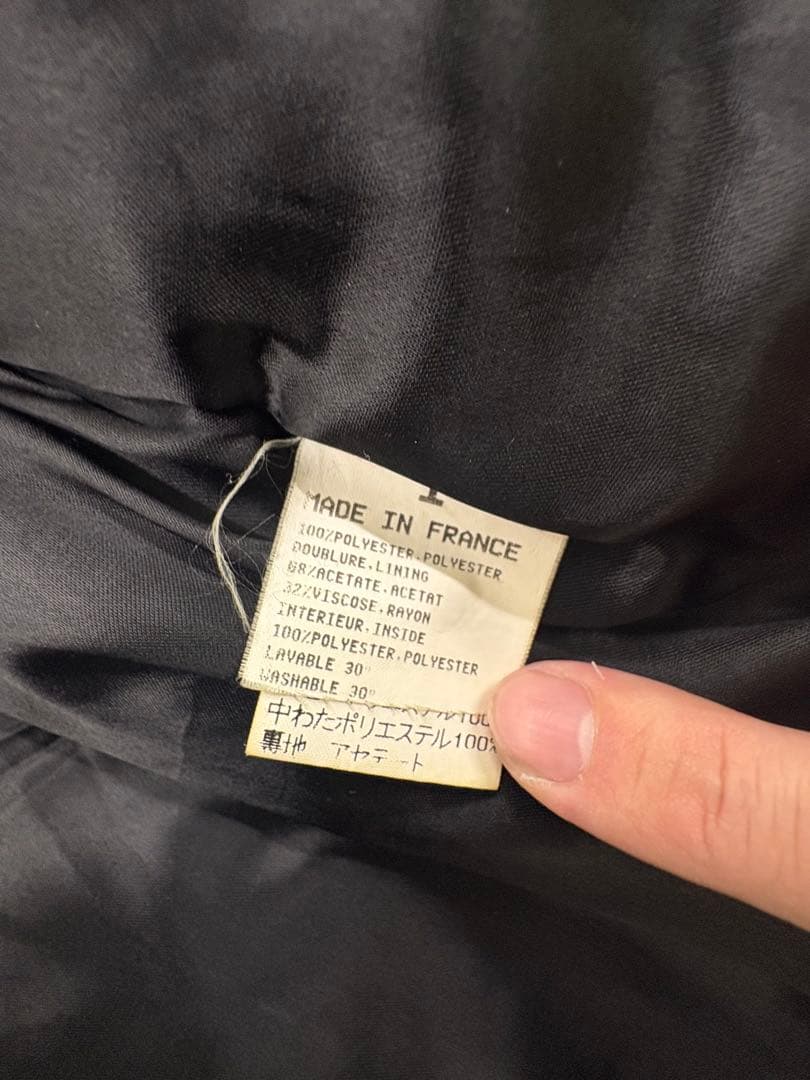 MADE IN FRANCE
100%POLYESTER.POLYESTER
DOUBLURE.LINING
68%ACETATE.ACETAT
32%VISCOSE.RAYON
INTERIEUR.INSIDE
100%POLYESTER.POLYESTER
LAVABLE 30°
WASHABLE 30°
中わたポリエステル100%
裏地 アセテート